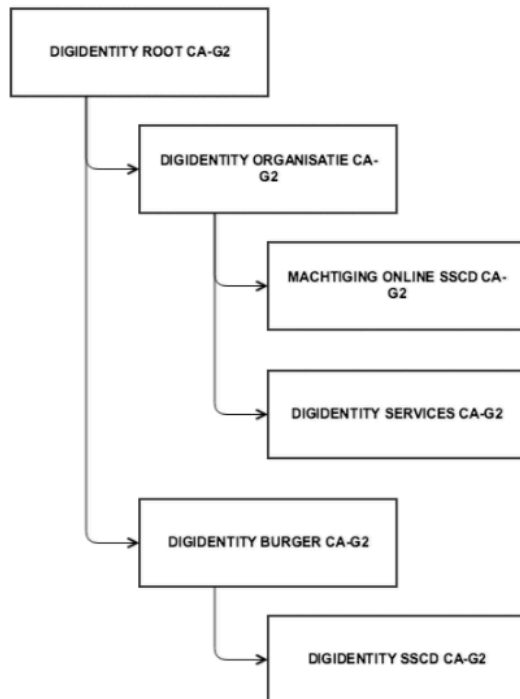 DIGIDENTITY ROOT CA-G2
DIGIDENTITY ORGANISATIE CA-
G2
MACHTIGING ONLINE SSCD CA-
G2
DIGIDENTITY SERVICES CA-G2
DIGIDENTITY BURGER CA-G2
DIGIDENTITY SSCD CA-G2